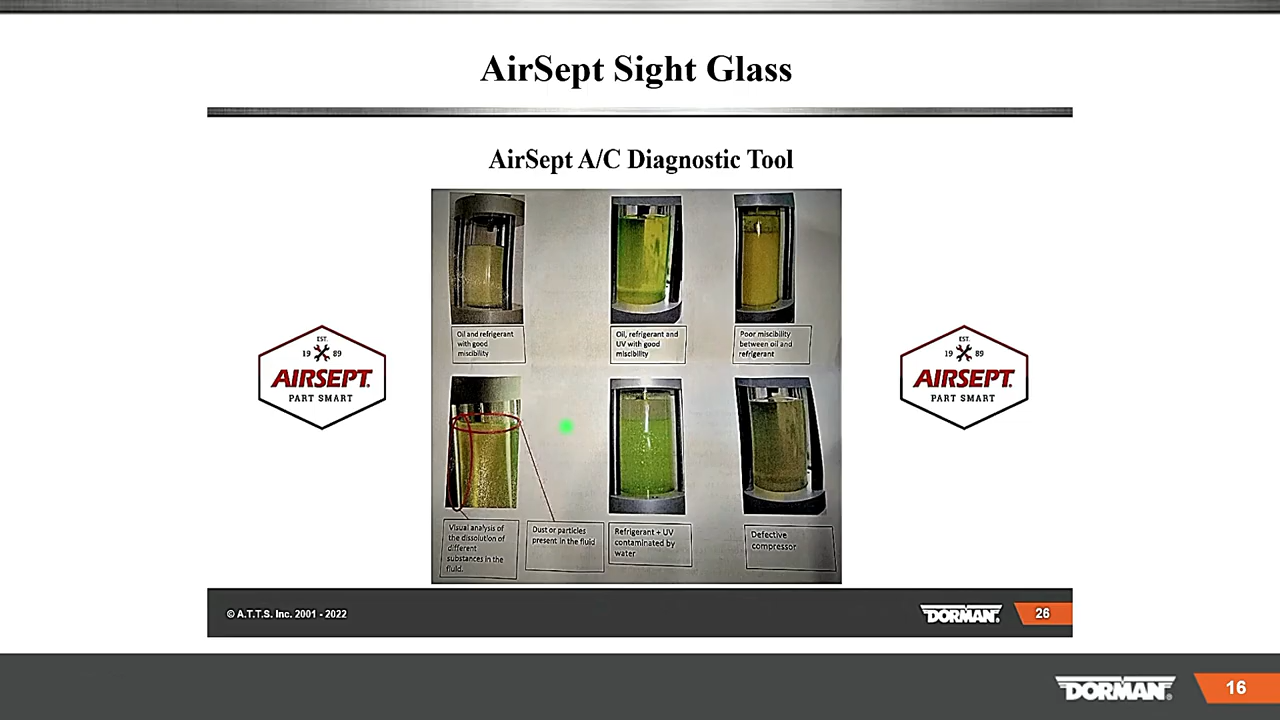 AirSept Sight Glass
AirSept A/C Diagnostic Tool
Oil and refrigerant
with good
miscibility
Oil, refrigerant and
UV with good
miscibility
Poor miscibility
between oil and
refrigerant
EST.
19 89
AIRSEPT.
PART SMART
EST.
19 89
AIRSEPT.
PART SMART
Visual analysis of
the dissolution of
different
substances in the
fluid.
Dust or particles
present in the fluid
Refrigerant + UV
contaminated by
water
Defective
compressor
© A.T.T.S. Inc. 2001 - 2022
DORMAN®
26
DORMAN®
16